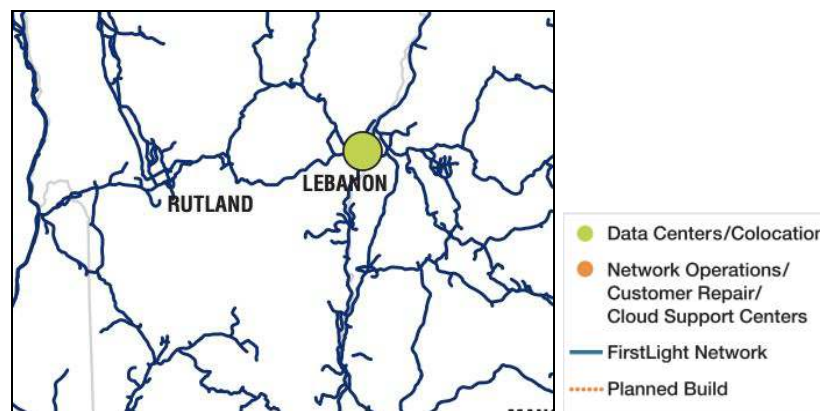 LEBANON
RUTLAND
Data Centers/Colocation
Network Operations/
Customer Repair/
Cloud Support Centers
FirstLight Network
Planned Build